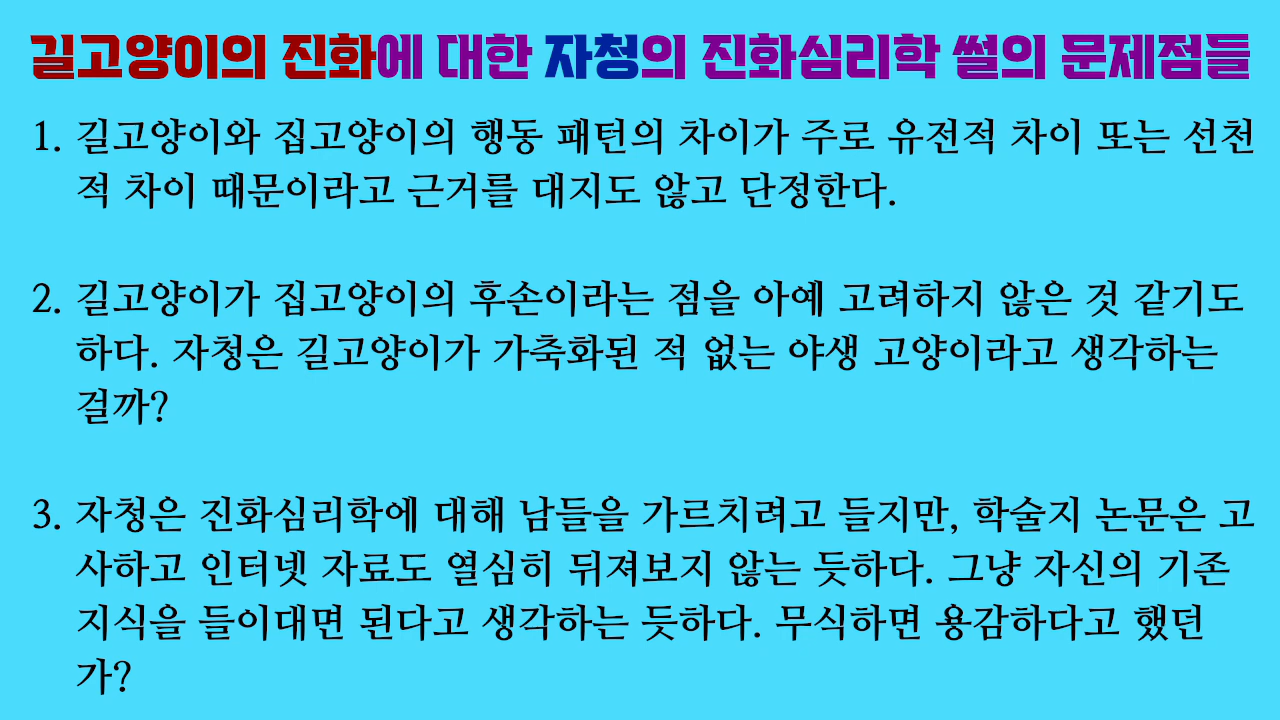 길고양이의 진화에 대한 자청의 진화심리학 썰의 문제점들
1. 길고양이와 집고양이의 행동 패턴의 차이가 주로 유전적 차이 또는 선천
적 차이 때문이라고 근거를 대지도 않고 단정한다.
2. 길고양이가 집고양이의 후손이라는 점을 아예 고려하지 않은 것 같기도
하다. 자청은 길고양이가 가축화된 적 없는 야생 고양이라고 생각하는
걸까?
3. 자청은 진화심리학에 대해 남들을 가르치려고 들지만, 학술지 논문은 고
사하고 인터넷 자료도 열심히 뒤져보지 않는 듯하다. 그냥 자신의 기존
지식을 들이대면 된다고 생각하는 듯하다. 무식하면 용감하다고 했던
가?